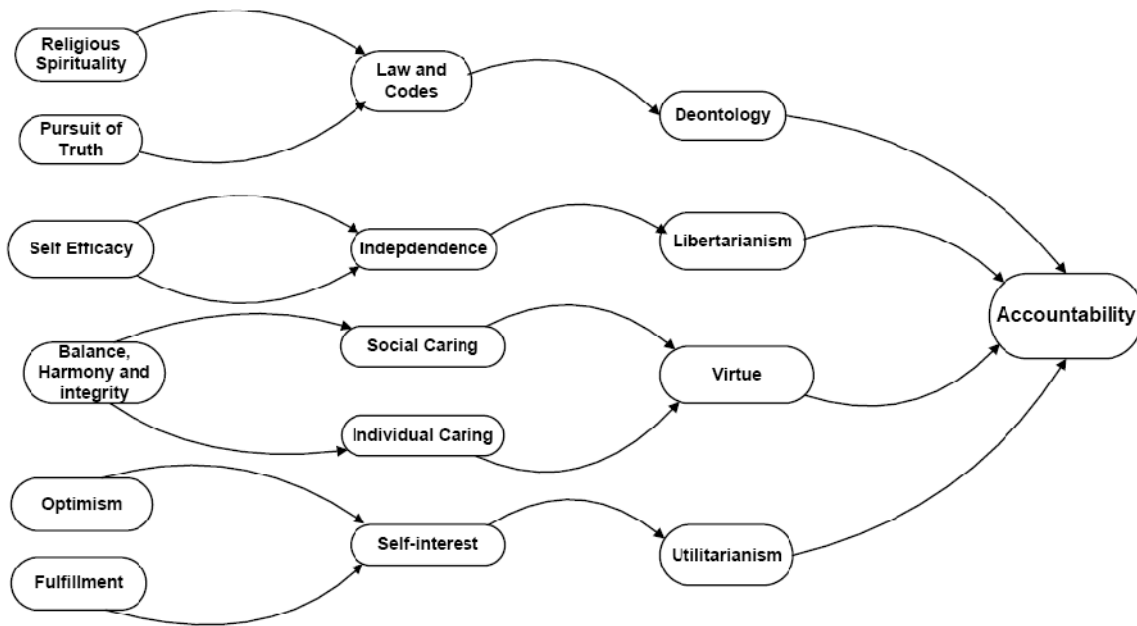 Religious
Spirituality
Law and
Codes
Pursuit of
Truth
Deontology
Self Efficacy
Indepdendence
Libertarianism
Accountability
Balance,
Harmony and
integrity
Social Caring
Virtue
Individual Caring
Optimism
Self-interest
Utilitarianism
Fulfillment